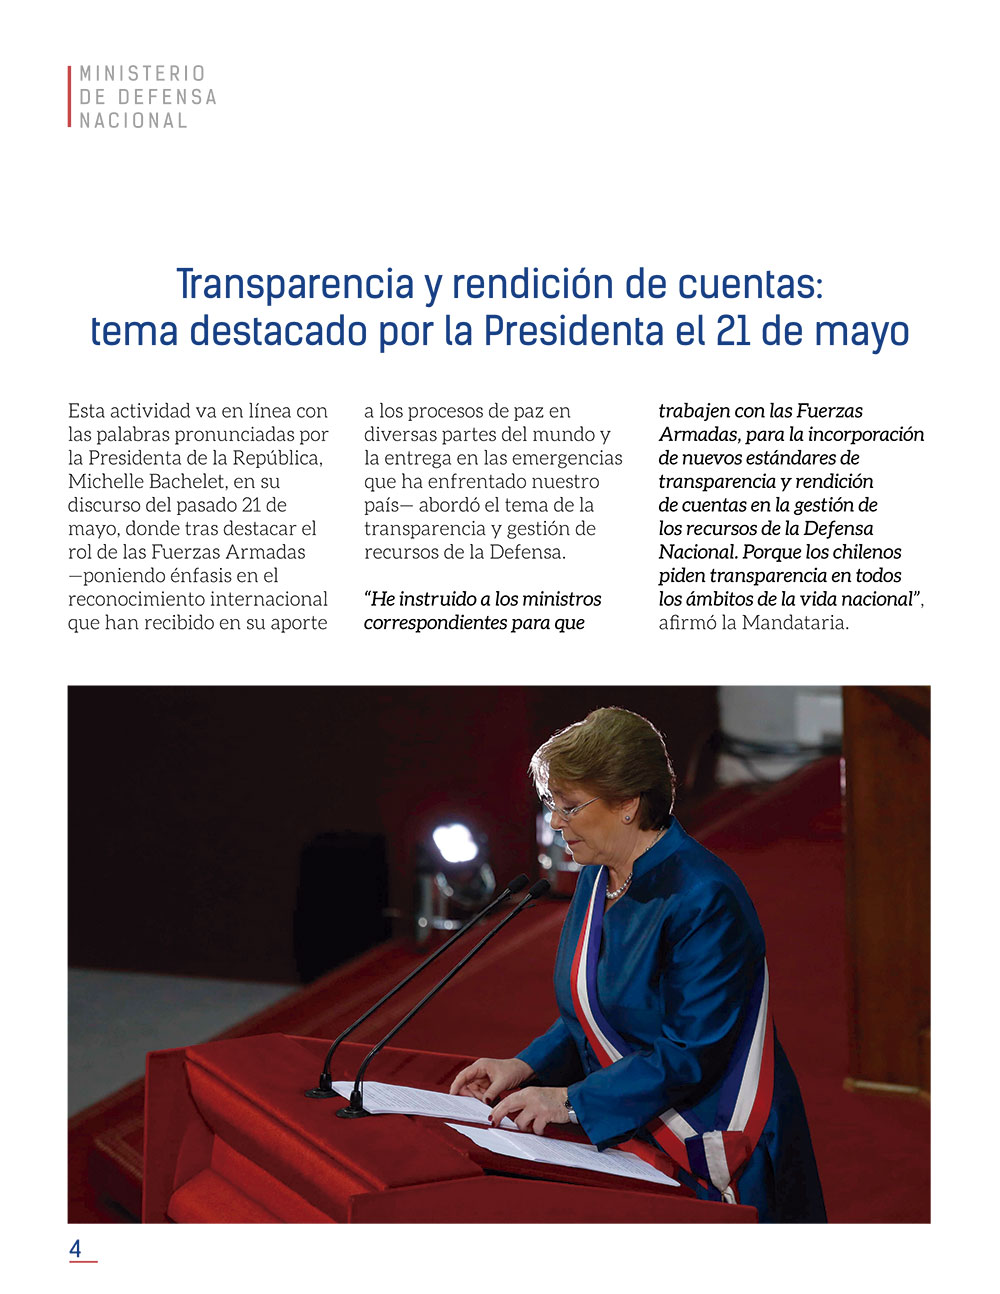 MINISTERIO
DE DEFENSA
NACIONAL
Transparencia y rendición de cuentas:
tema destacado por la Presidenta el 21 de mayo
Esta actividad va en línea con
las palabras pronunciadas por
la Presidenta de la República,
Michelle Bachelet, en su
discurso del pasado 21 de
mayo, donde tras destacar el
rol de las Fuerzas Armadas
—poniendo énfasis en el
reconocimiento internacional
que han recibido en su aporte
a los procesos de paz en
diversas partes del mundo y
la entrega en las emergencias
que ha enfrentado nuestro
país— abordó el tema de la
transparencia y gestión de
recursos de la Defensa.
“He instruido a los ministros
correspondientes para que
trabajen con las Fuerzas
Armadas, para la incorporación
de nuevos estándares de
transparencia y rendición
de cuentas en la gestión de
los recursos de la Defensa
Nacional. Porque los chilenos
piden transparencia en todos
los ámbitos de la vida nacional”,
afirmó la Mandataria.
4